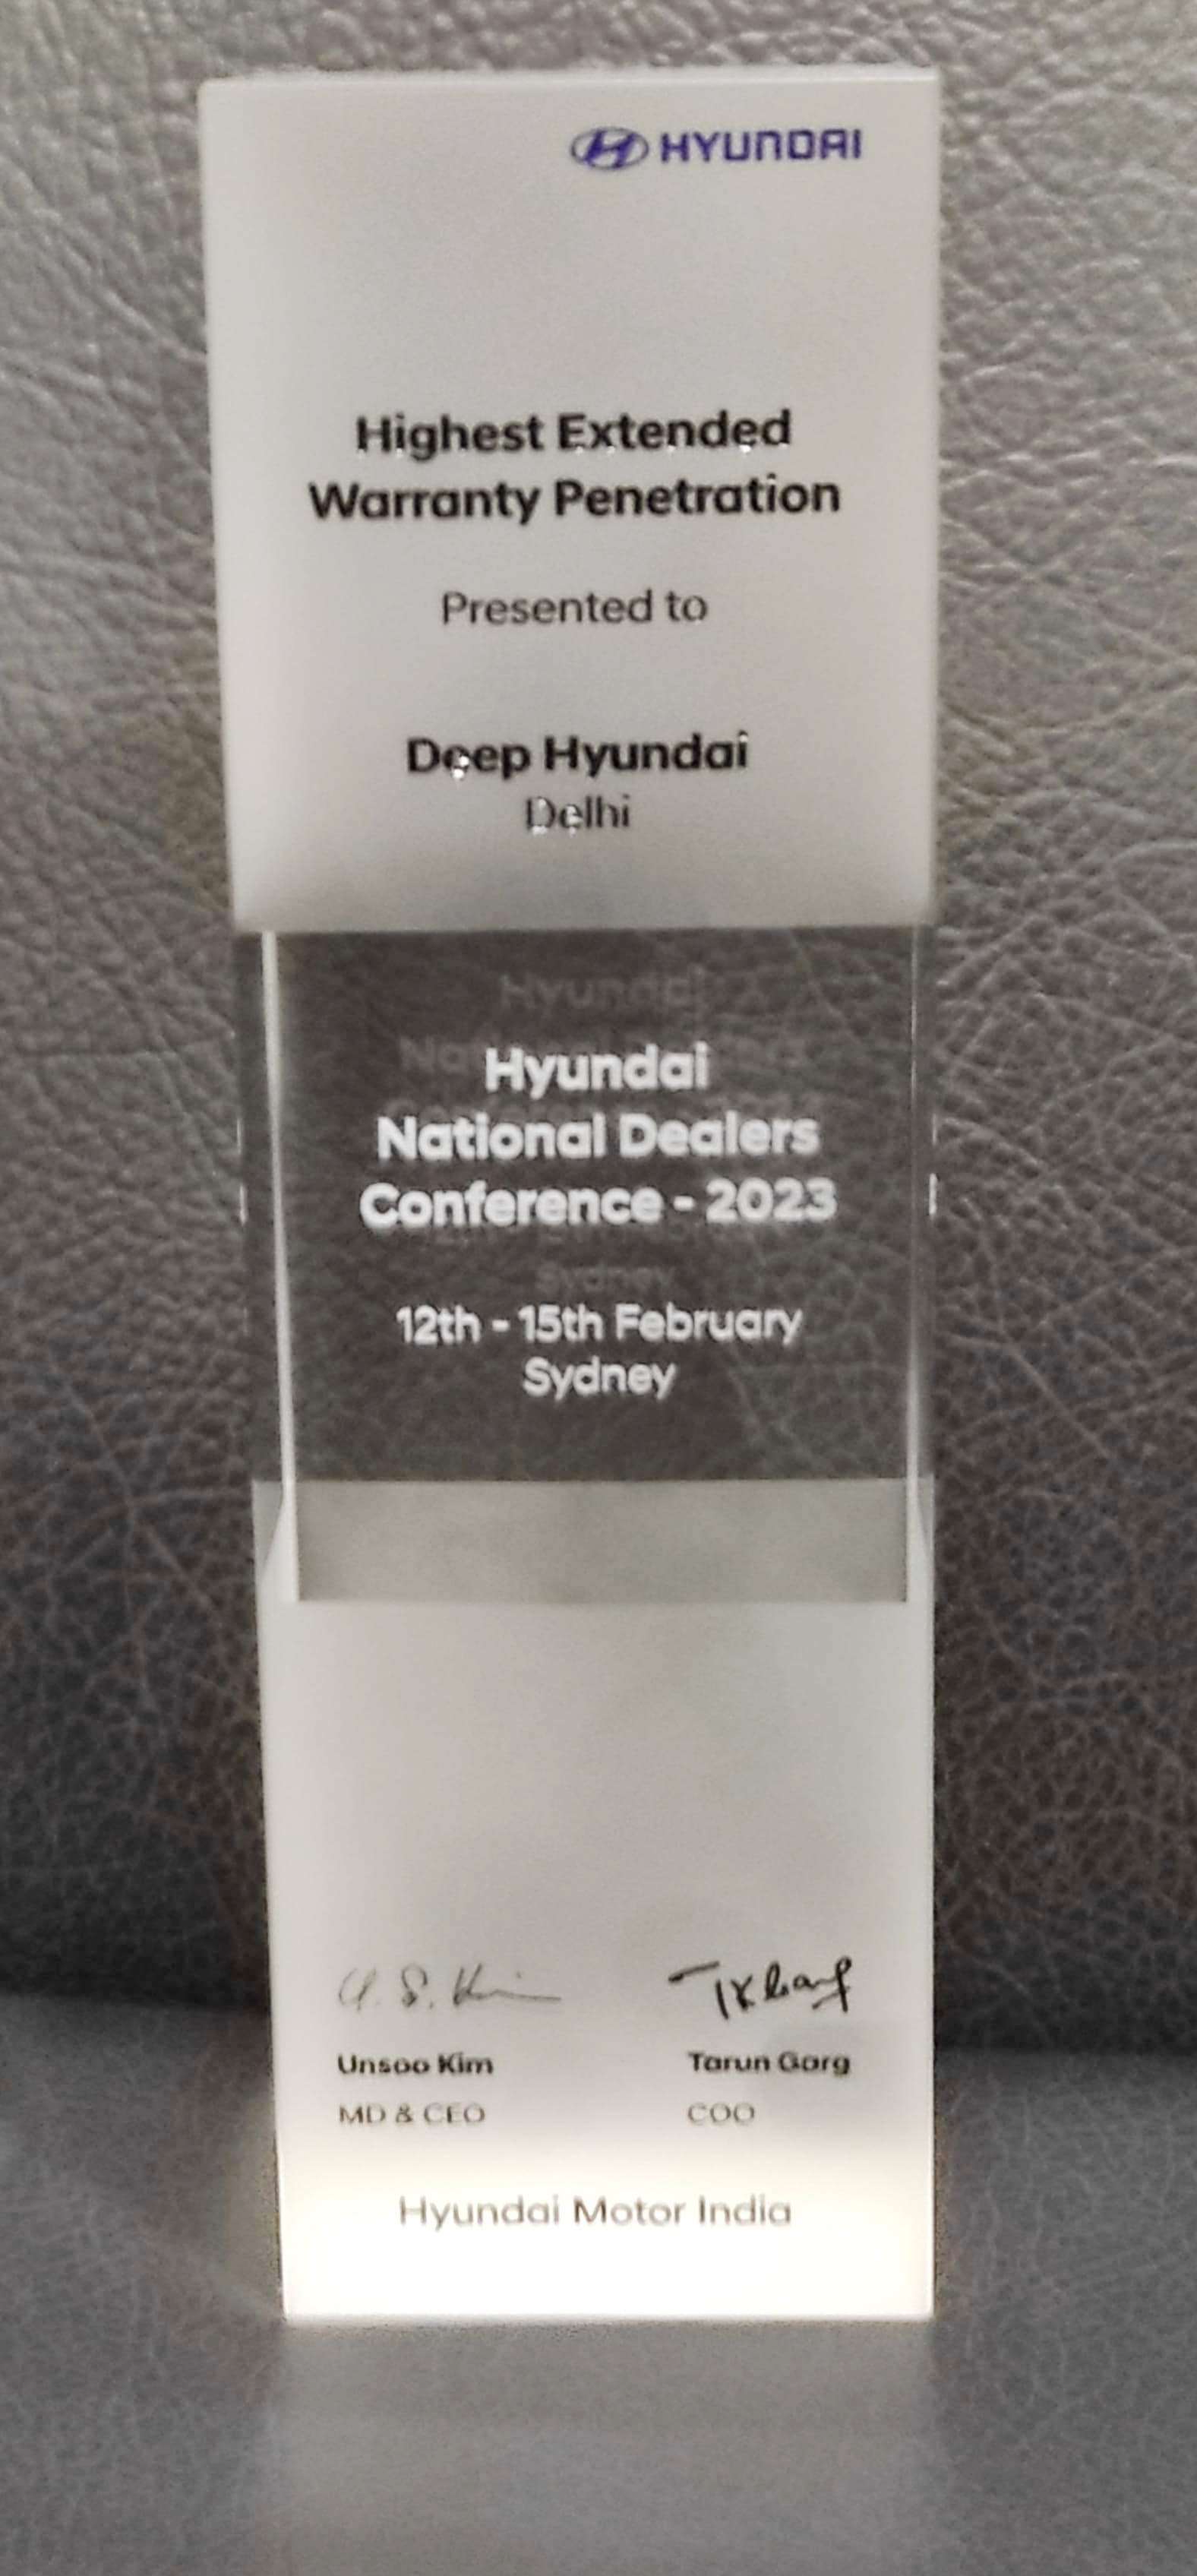 HYUNDAI
Highest Extended
Warranty Penetration
Presented to
Deep Hyundai
Delhi
Hyundai
National Dealers
Conference - 2023
12th - 15th February
Sydney
U. S. Kim
Unsoo Kim
Tarun Garg
MD & CEO
COO
Hyundai Motor India